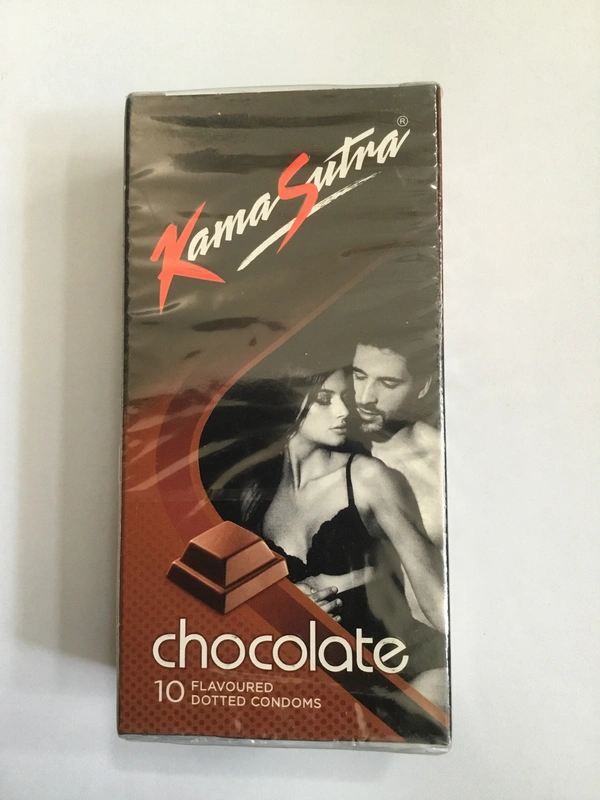 KamaSutra®
chocolate
10 FLAVOURED
DOTTED CONDOMS